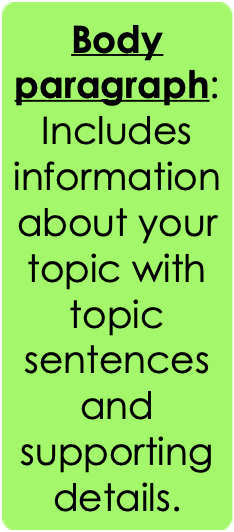 Body
paragraph:
Includes
information
about your
topic with
topic
sentences
and
supporting
details.